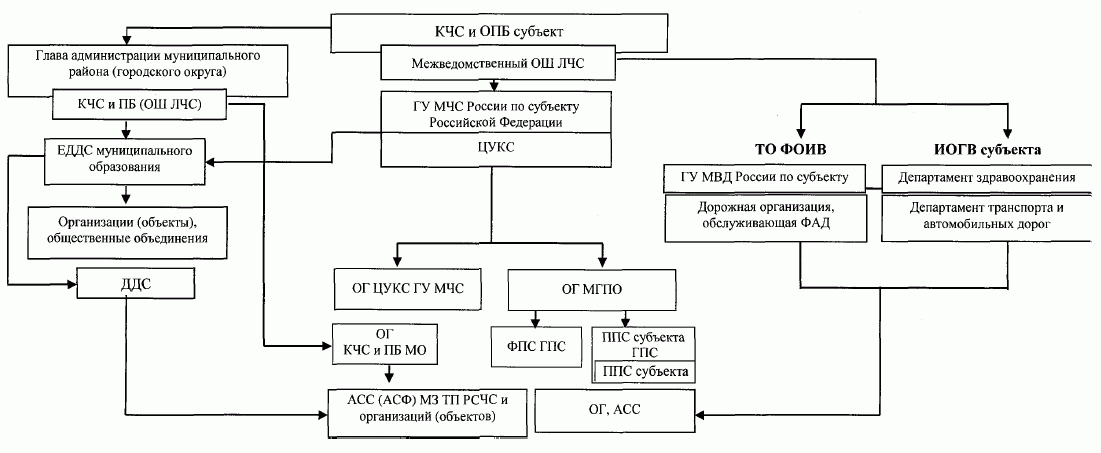 КЧС и ОПБ субъект
Глава администрации муниципального
района (городского округа)
Межведомственный ОШ ЛЧС
КЧС и ПБ (ОШ ЛЧС)
ГУ МЧС России по субъекту
Российской Федерации
ЦУКС
ЕДДС муниципального
образования
ТО ФОИВ
ИОГВ субъекта
ГУ МВД России по субъекту
Департамент здравоохранения
Организации (объекты),
общественные объединения
Дорожная организация,
обслуживающая ФАД
Департамент транспорта и
автомобильных дорог
ДДС
ОГ ЦУКС ГУ МЧС
ОГ МГПО
ОГ
КЧС и ПБ МО
ФПС ГПС
ППС субъекта
ГПС
ППС субъекта
АСС (АСФ) МЗ ТП РСЧС и
организаций (объектов)
ОГ, АСС